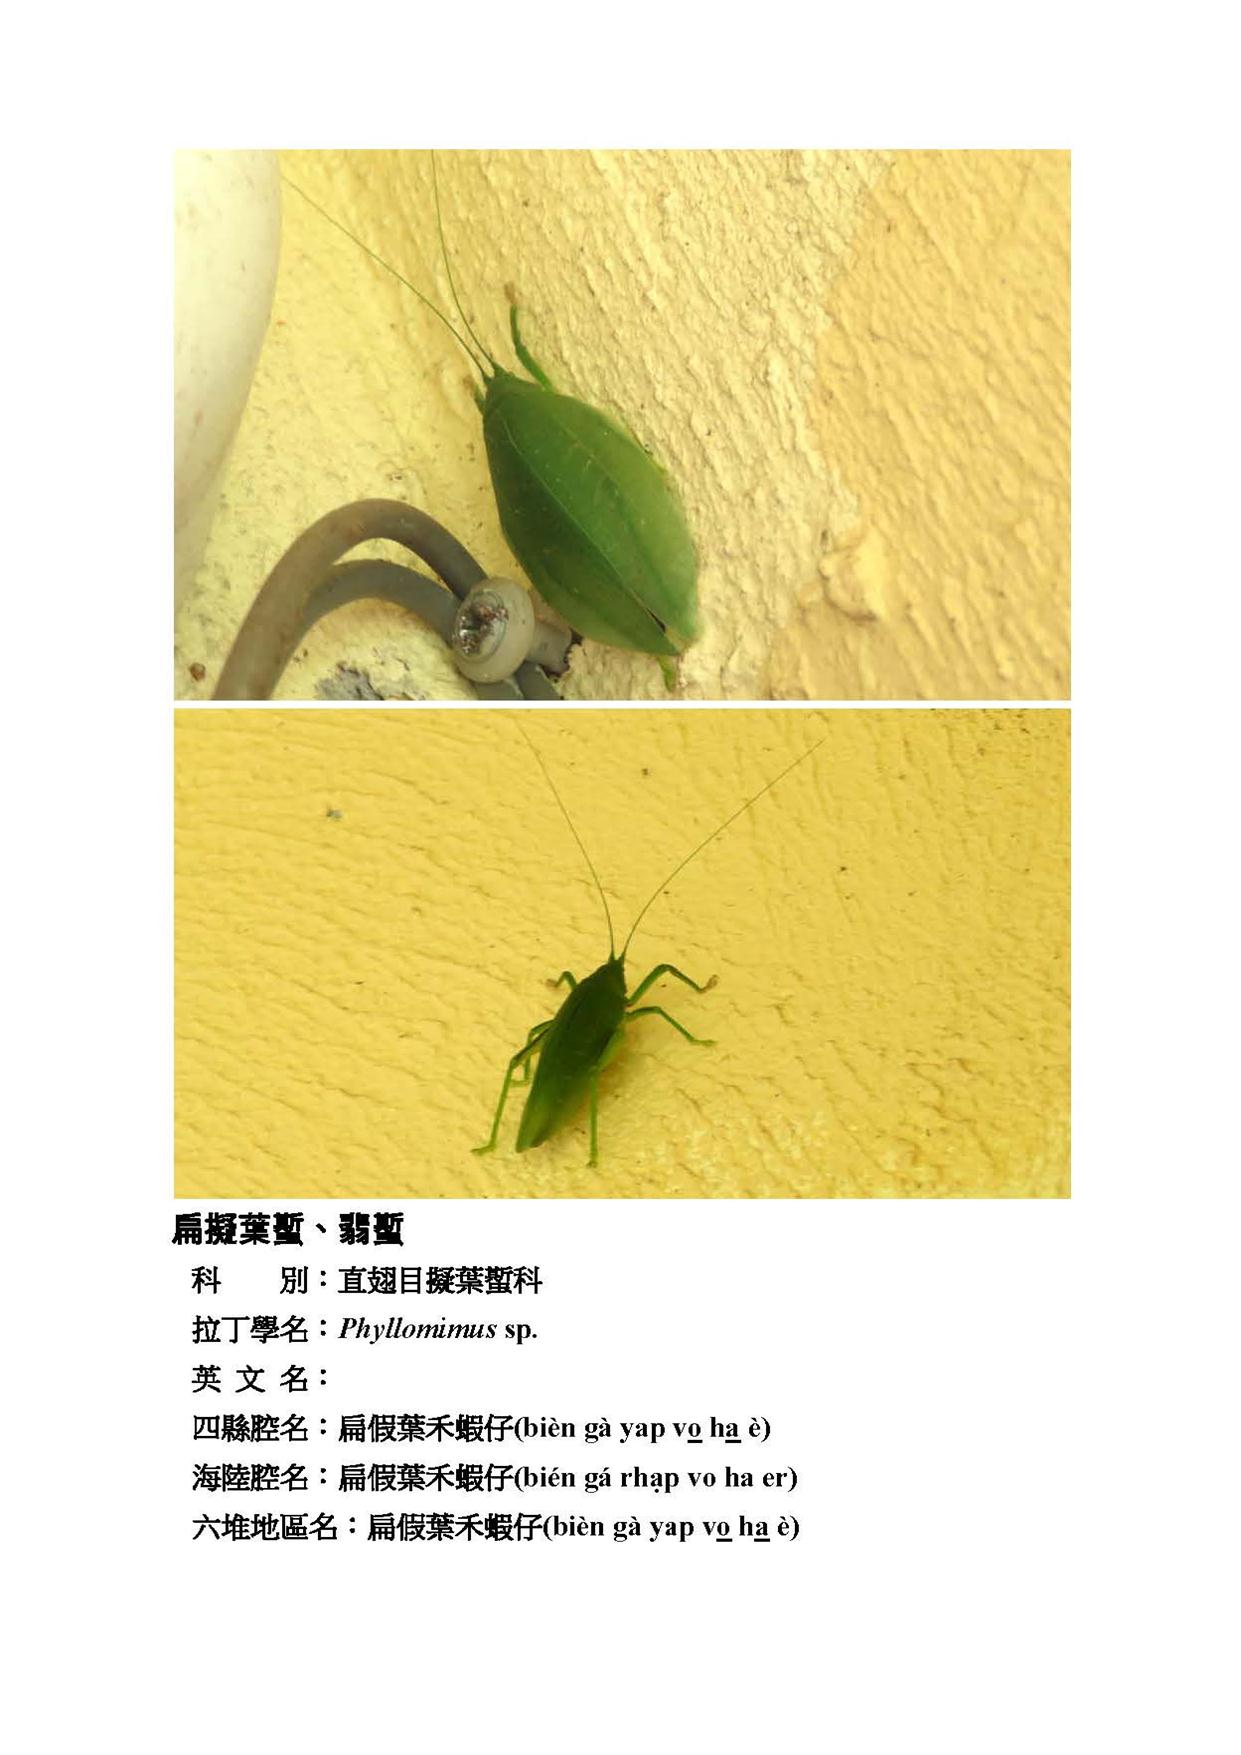 扁擬葉螽、翡螽
科　　別：直翅目擬葉螽科
拉丁學名：Phyllomimus sp.
英 文 名：
四縣腔名：扁假葉禾蝦仔(bièn gà yap vo ha è)
海陸腔名：扁假葉禾蝦仔(bién gá rhạp vo ha er)
六堆地區名：扁假葉禾蝦仔(bièn gà yap vo ha è)